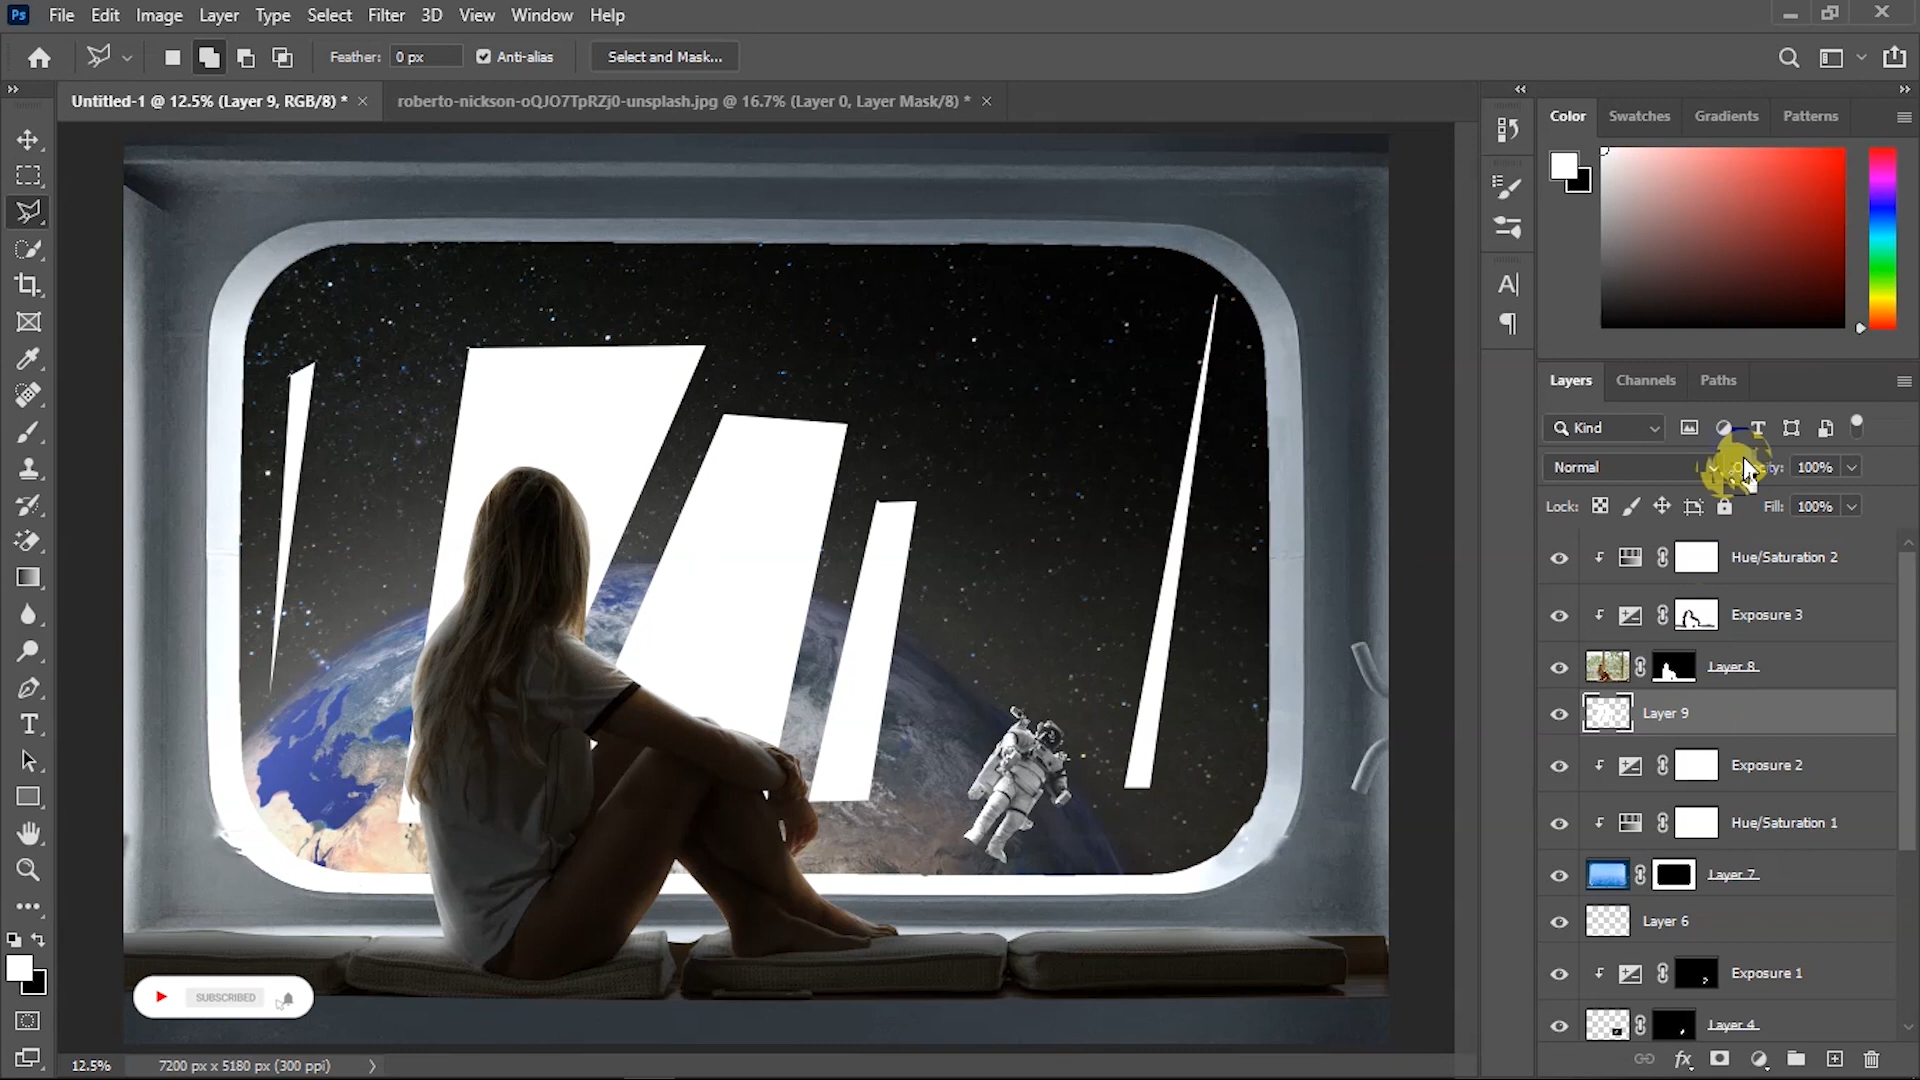 Ps File Edit Image Layer Type Select Filter 3D View Window Help
Feather: 0 px Anti-alias Select and Mask...
Untitled-1 @ 12.5% (Layer 9, RGB/8) * roberto-nickson-oQJO7TpRZj0-unsplash.jpg @ 16.7% (Layer 0, Layer Mask/8) *
Color Swatches Gradients Patterns
Layers Channels Paths
Kind
Normal Opacity: 100%
Lock: Fill: 100%
Hue/Saturation 2
Exposure 3
Layer 8
Layer 9
Exposure 2
Hue/Saturation 1
Layer 7
Layer 6
Exposure 1
Layer 4
SUBSCRIBED
12.5% 7200 px x 5180 px (300 ppi)